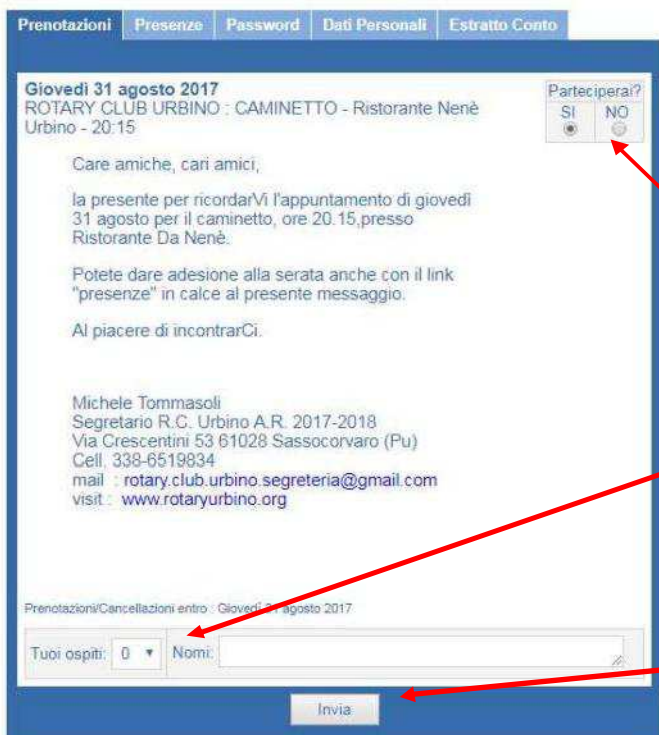 Prenotazioni Presenze Password Dati Personali Estratto Conto
Giovedì 31 agosto 2017
ROTARY CLUB URBINO : CAMINETTO - Ristorante Nenè
Urbino - 20:15
Parteciperai?
SI NO
Care amiche, cari amici,
la presente per ricordarVi l'appuntamento di giovedì
31 agosto per il caminetto, ore 20.15,presso
Ristorante Da Nenè.
Potete dare adesione alla serata anche con il link
"presenze" in calce al presente messaggio.
Al piacere di incontrarCi.
Michele Tommasoli
Segretario R.C. Urbino A.R. 2017-2018
Via Crescentini 53 61028 Sassocorvaro (Pu)
Cell. 338-6519834
mail : rotary.club.urbino.segreteria@gmail.com
visit : www.rotaryurbino.org
Prenotazioni/Cancellazioni entro : Giovedì 31 agosto 2017
Tuoi ospiti: 0 Nomi:
Invia